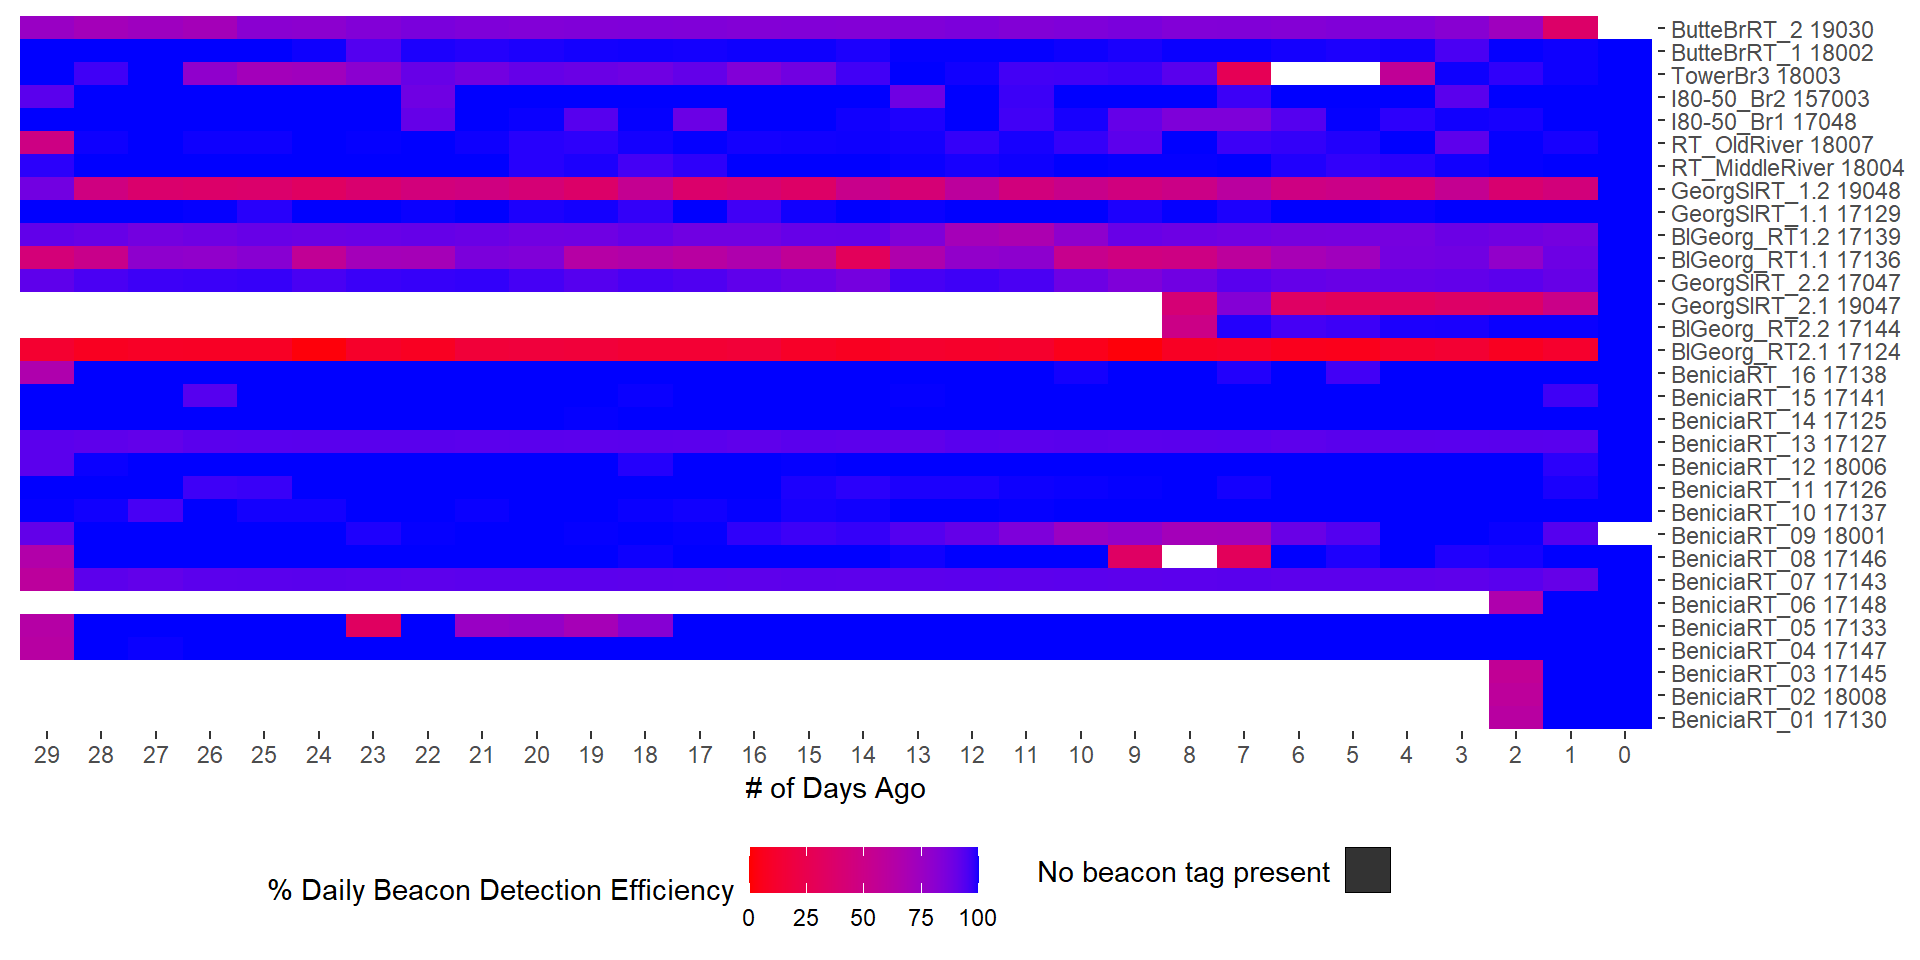 ButteBrRT_2 19030
ButteBrRT_1 18002
TowerBr3 18003
I80-50_Br2 157003
I80-50_Br1 17048
RT_OldRiver 18007
RT_MiddleRiver 18004
GeorgSlRT_1.2 19048
GeorgSlRT_1.1 17129
BlGeorg_RT1.2 17139
BlGeorg_RT1.1 17136
GeorgSlRT_2.2 17047
GeorgSlRT_2.1 19047
BlGeorg_RT2.2 17144
BlGeorg_RT2.1 17124
BeniciaRT_16 17138
BeniciaRT_15 17141
BeniciaRT_14 17125
BeniciaRT_13 17127
BeniciaRT_12 18006
BeniciaRT_11 17126
BeniciaRT_10 17137
BeniciaRT_09 18001
BeniciaRT_08 17146
BeniciaRT_07 17143
BeniciaRT_06 17148
BeniciaRT_05 17133
BeniciaRT_04 17147
BeniciaRT_03 17145
BeniciaRT_02 18008
BeniciaRT_01 17130
29 28 27 26 25 24 23 22 21 20 19 18 17 16 15 14 13 12 11 10 9 8 7 6 5 4 3 2 1 0
# of Days Ago
% Daily Beacon Detection Efficiency
0 25 50 75 100
No beacon tag present